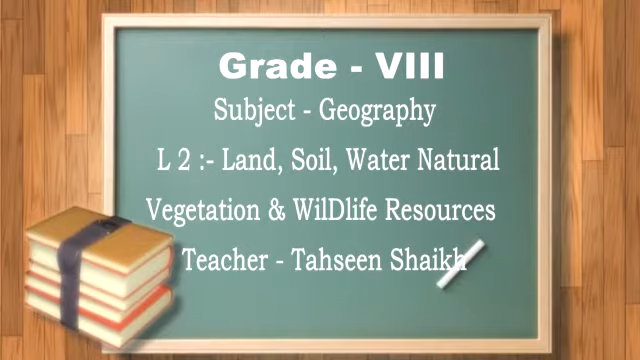 Grade - VIII
Subject - Geography
L 2 :- Land, Soil, Water Natural
Vegetation & WilDlife Resources
Teacher - Tahseen Shaikh